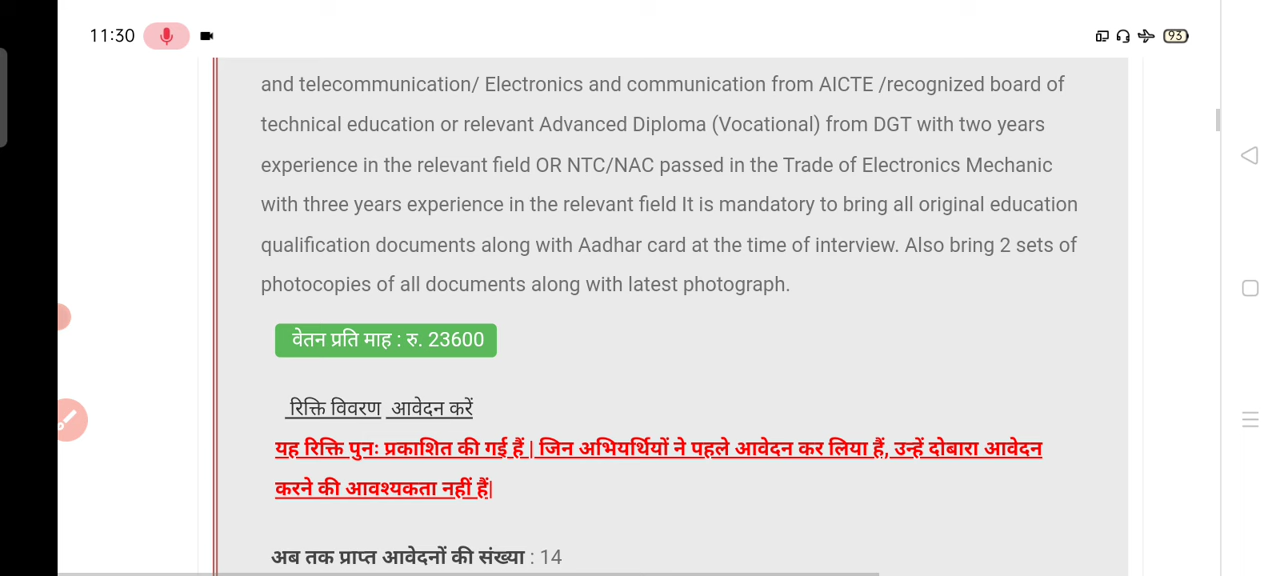 11:30
93
and telecommunication/ Electronics and communication from AICTE /recognized board of
technical education or relevant Advanced Diploma (Vocational) from DGT with two years
experience in the relevant field OR NTC/NAC passed in the Trade of Electronics Mechanic
with three years experience in the relevant field It is mandatory to bring all original education
qualification documents along with Aadhar card at the time of interview. Also bring 2 sets of
photocopies of all documents along with latest photograph.
वेतन प्रति माह : रु. 23600
रिक्ति विवरण आवेदन करें
यह रिक्ति पुनः प्रकाशित की गई हैं | जिन अभियर्थियों ने पहले आवेदन कर लिया हैं, उन्हें दोबारा आवेदन
करने की आवश्यकता नहीं हैं|
अब तक प्राप्त आवेदनों की संख्या : 14